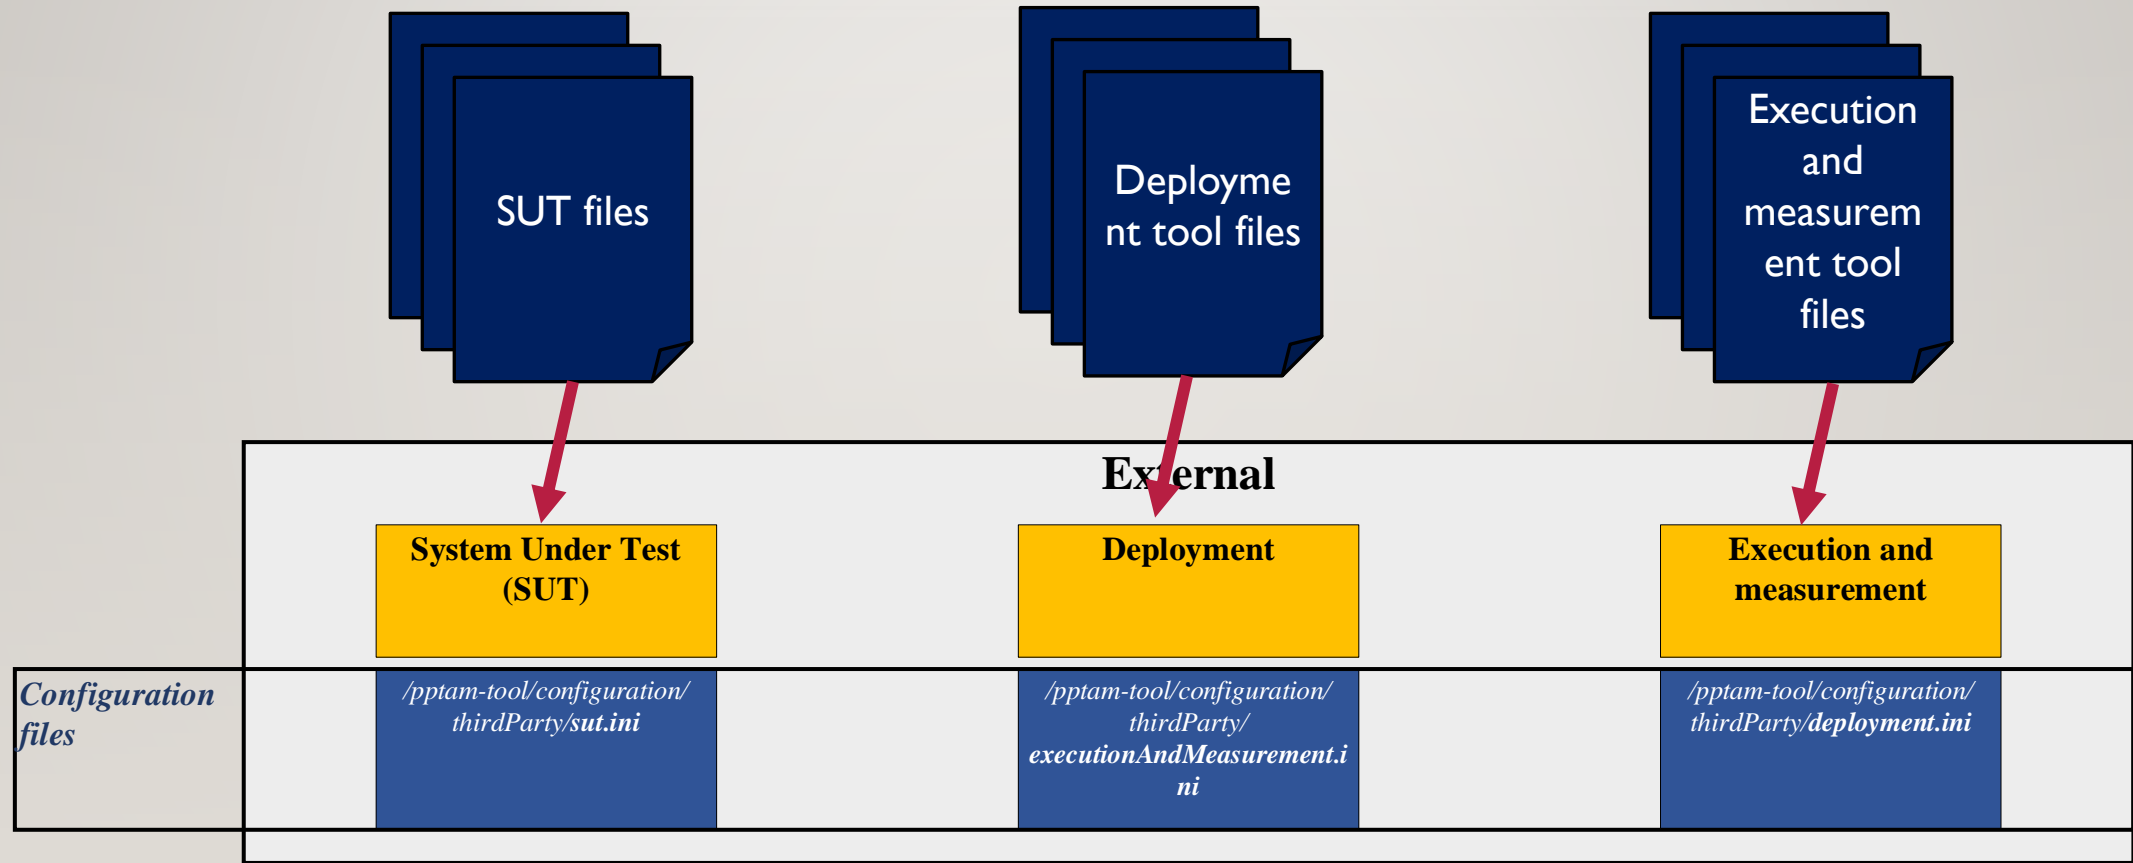 SUT files
Deployme
nt tool files
Execution
and
measurem
ent tool
files
External
System Under Test
(SUT)
Deployment
Execution and
measurement
Configuration
files
/pptam-tool/configuration/
thirdParty/sut.ini
/pptam-tool/configuration/
thirdParty/
executionAndMeasurement.i
ni
/pptam-tool/configuration/
thirdParty/deployment.ini